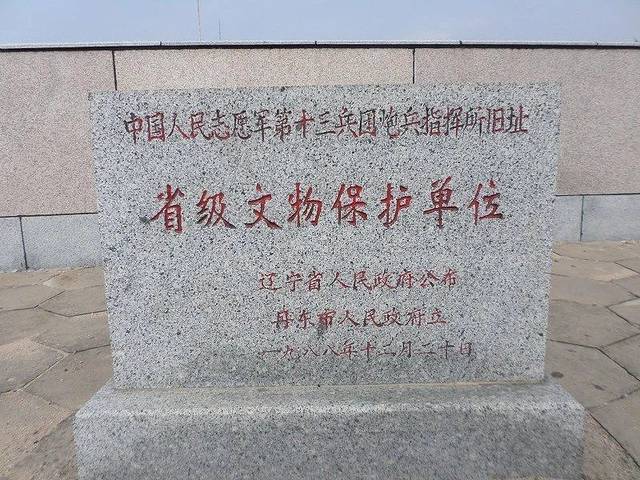 中国人民志愿军第十三兵团炮兵指挥所旧址
省级文物保护单位
辽宁省人民政府公布
丹东市人民政府立
一九八八年十二月二十日